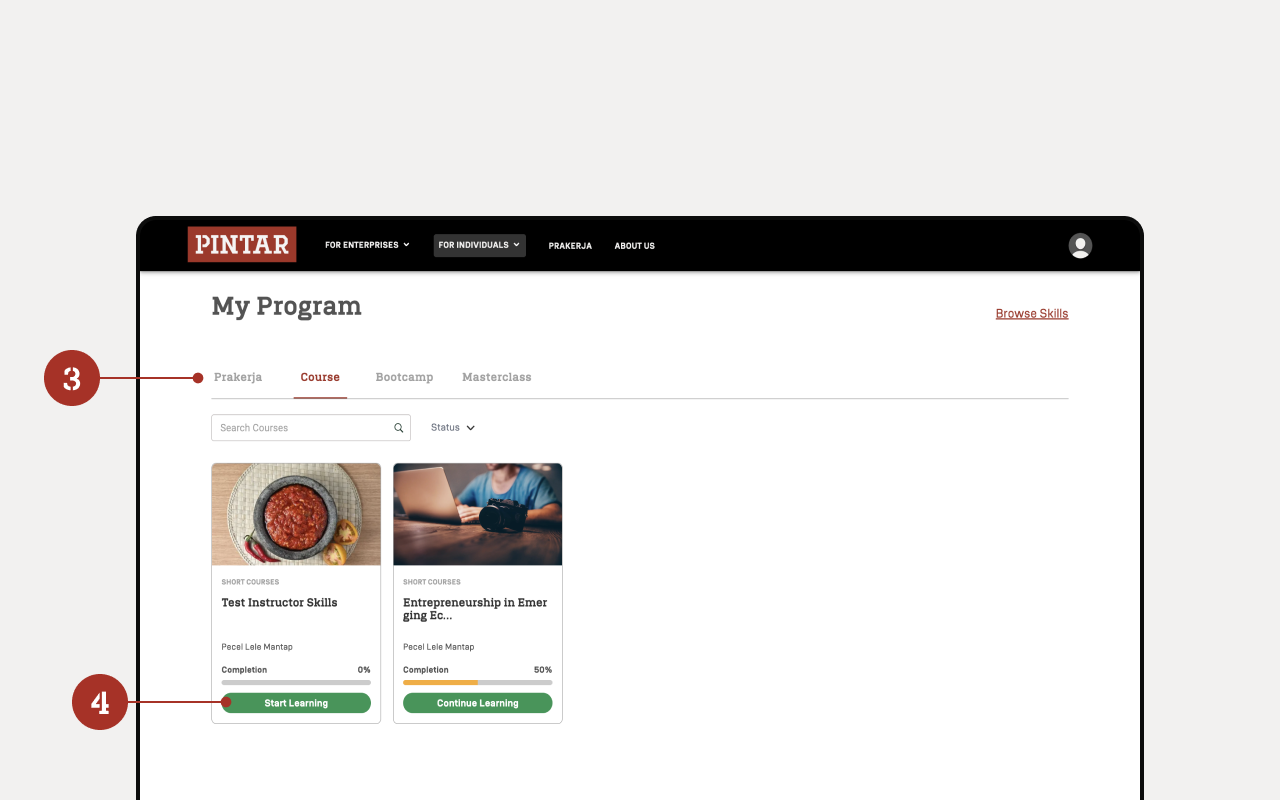 PINTAR
FOR ENTERPRISES
FOR INDIVIDUALS
PRAKERJA
ABOUT US
My Program
Browse Skills
3
Prakerja
Course
Bootcamp
Masterclass
Search Courses
Status
SHORT COURSES
Test Instructor Skills
Pecel Lele Mantap
Completion 0%
4
Start Learning
SHORT COURSES
Entrepreneurship in Emer
ging Ec...
Pecel Lele Mantap
Completion 50%
Continue Learning